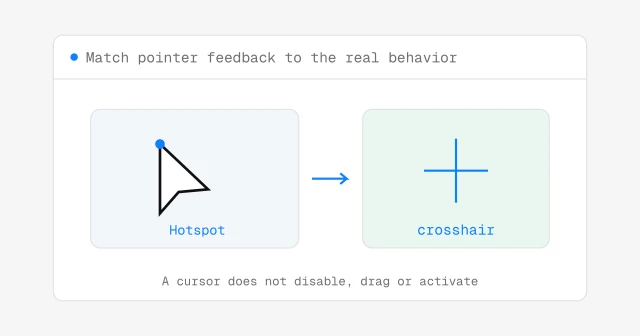 Match pointer feedback to the real behavior
Hotspot
crosshair
A cursor does not disable, drag or activate